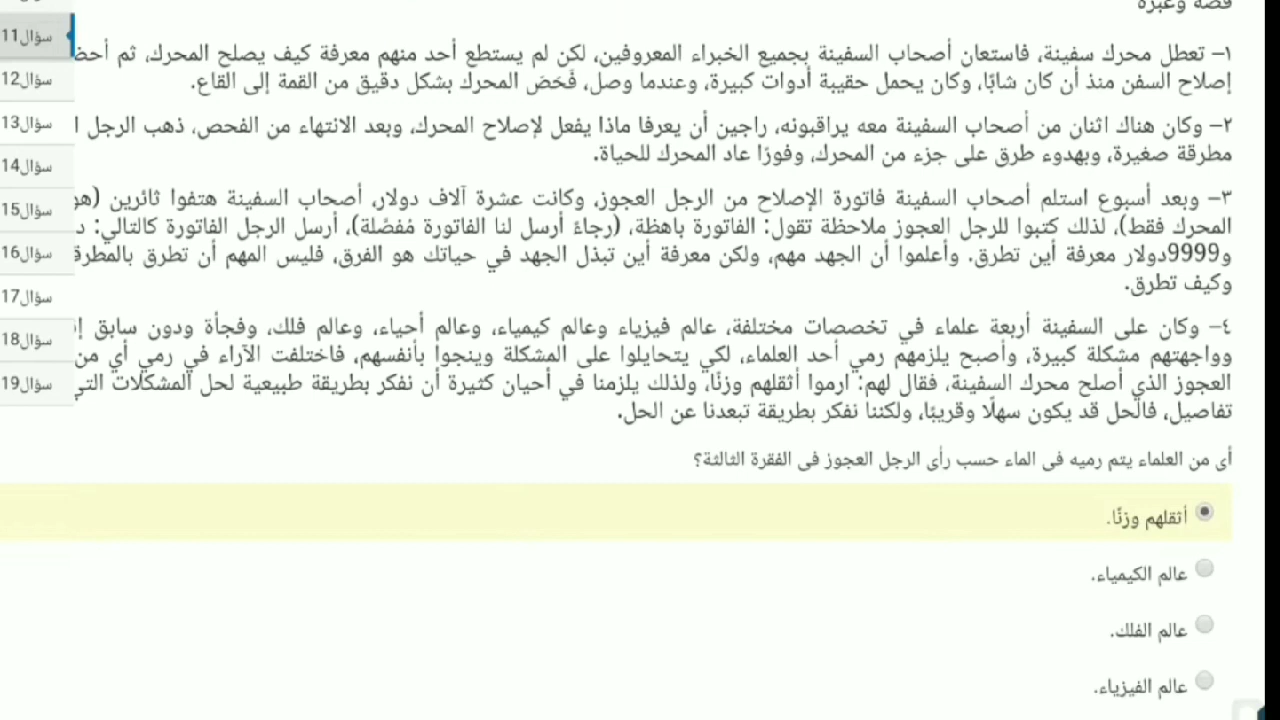 قصة وعبرة
١– تعطل محرك سفينة، فاستعان أصحاب السفينة بجميع الخبراء المعروفين، لكن لم يستطع أحد منهم معرفة كيف يصلح المحرك، ثم أحض
إصلاح السفن منذ أن كان شابًا، وكان يحمل حقيبة أدوات كبيرة، وعندما وصل، فَحَصَ المحرك بشكل دقيق من القمة إلى القاع.
٢– وكان هناك اثنان من أصحاب السفينة معه يراقبونه، راجين أن يعرفا ماذا يفعل لإصلاح المحرك، وبعد الانتهاء من الفحص، ذهب الرجل ا
مطرقة صغيرة، وبهدوء طرق على جزء من المحرك، وفورًا عاد المحرك للحياة.
٣– وبعد أسبوع استلم أصحاب السفينة فاتورة الإصلاح من الرجل العجوز، وكانت عشرة آلاف دولار، أصحاب السفينة هتفوا ثائرين (هو
المحرك فقط)، لذلك كتبوا للرجل العجوز ملاحظة تقول: الفاتورة باهظة، (رجاءً أرسل لنا الفاتورة مُفصَّلة)، أرسل الرجل الفاتورة كالتالي: د
و9999دولار معرفة أين تطرق. وأعلموا أن الجهد مهم، ولكن معرفة أين تبذل الجهد في حياتك هو الفرق، فليس المهم أن تطرق بالمطرق
وكيف تطرق.
٤– وكان على السفينة أربعة علماء في تخصصات مختلفة، عالم فيزياء وعالم كيمياء، وعالم أحياء، وعالم فلك، وفجأة ودون سابق إ
وواجهتهم مشكلة كبيرة، وأصبح يلزمهم رمي أحد العلماء، لكي يتحايلوا على المشكلة وينجوا بأنفسهم، فاختلفت الآراء في رمي أي من
العجوز الذي أصلح محرك السفينة، فقال لهم: ارموا أثقلهم وزنًا، ولذلك يلزمنا في أحيان كثيرة أن نفكر بطريقة طبيعية لحل المشكلات التي
تفاصيل، فالحل قد يكون سهلًا وقريبًا، ولكننا نفكر بطريقة تبعدنا عن الحل.
أى من العلماء يتم رميه فى الماء حسب رأى الرجل العجوز فى الفقرة الثالثة؟
أثقلهم وزنًا.
عالم الكيمياء.
عالم الفلك.
عالم الفيزياء.
سؤال11
سؤال12
سؤال13
سؤال14
سؤال15
سؤال16
سؤال17
سؤال18
سؤال19